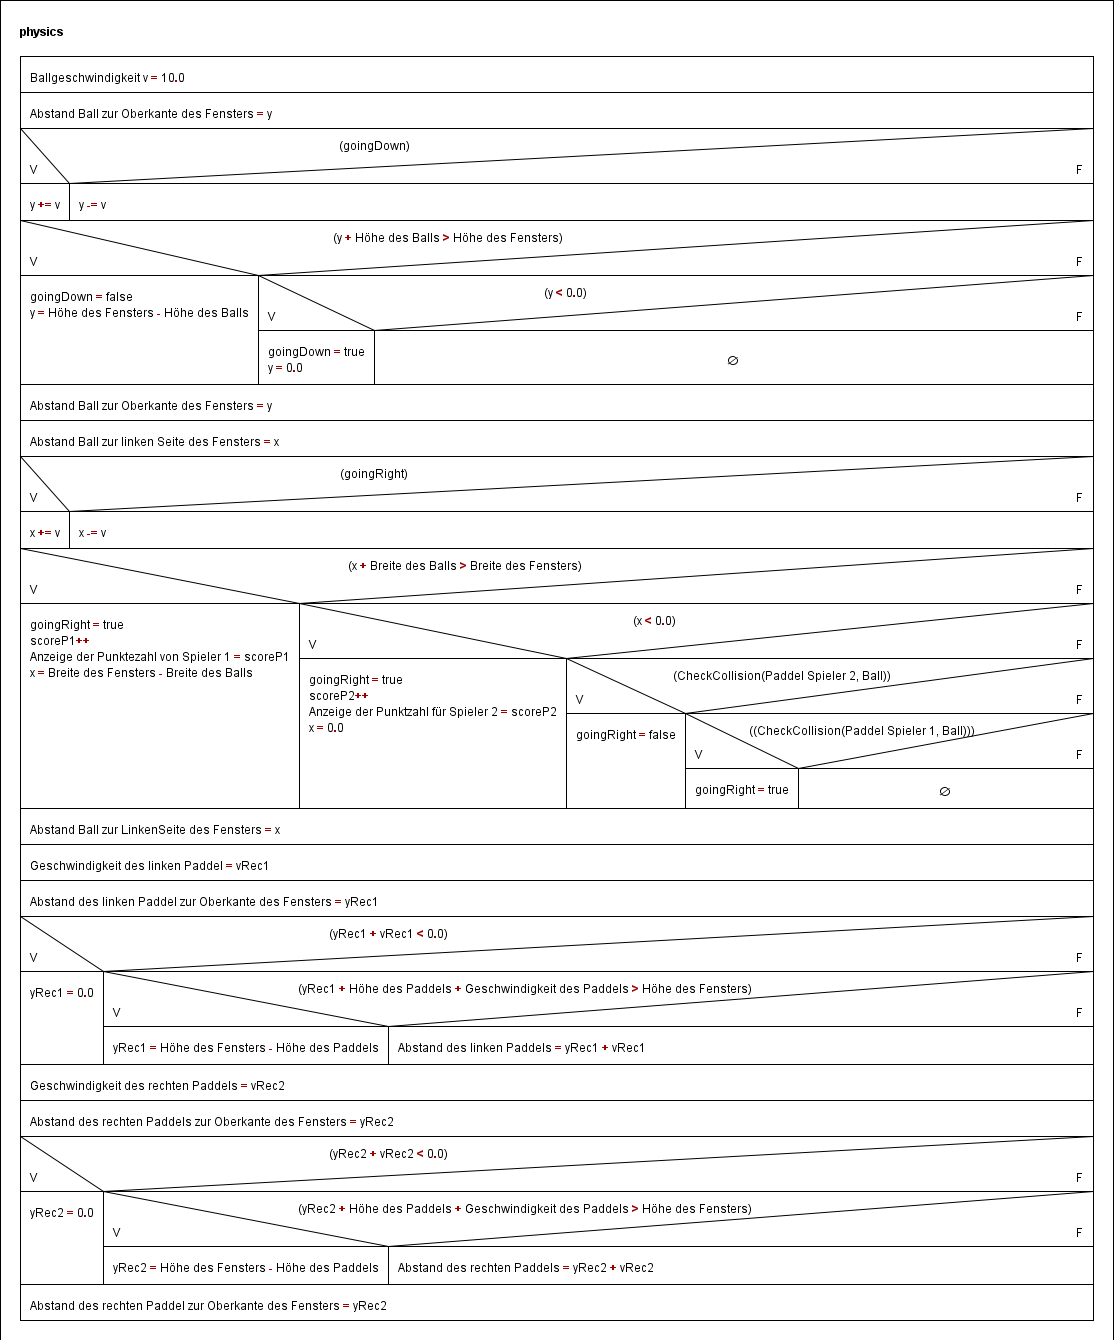 physics
Ballgeschwindigkeit v = 10.0
Abstand Ball zur Oberkante des Fensters = y
(goingDown)
V
F
y += v
y -= v
(y + Höhe des Balls > Höhe des Fensters)
V
F
goingDown = false
y = Höhe des Fensters - Höhe des Balls
(y < 0.0)
V
F
goingDown = true
y = 0.0
∅
Abstand Ball zur Oberkante des Fensters = y
Abstand Ball zur linken Seite des Fensters = x
(goingRight)
V
F
x += v
x -= v
(x + Breite des Balls > Breite des Fensters)
V
F
goingRight = true
scoreP1++
Anzeige der Punktezahl von Spieler 1 = scoreP1
x = Breite des Fensters - Breite des Balls
(x < 0.0)
V
F
goingRight = true
scoreP2++
Anzeige der Punktzahl für Spieler 2 = scoreP2
x = 0.0
(CheckCollision(Paddel Spieler 2, Ball))
V
F
goingRight = false
((CheckCollision(Paddel Spieler 1, Ball)))
V
F
goingRight = true
∅
Abstand Ball zur LinkenSeite des Fensters = x
Geschwindigkeit des linken Paddel = vRec1
Abstand des linken Paddel zur Oberkante des Fensters = yRec1
(yRec1 + vRec1 < 0.0)
V
F
yRec1 = 0.0
(yRec1 + Höhe des Paddels + Geschwindigkeit des Paddels > Höhe des Fensters)
V
F
yRec1 = Höhe des Fensters - Höhe des Paddels
Abstand des linken Paddels = yRec1 + vRec1
Geschwindigkeit des rechten Paddels = vRec2
Abstand des rechten Paddels zur Oberkante des Fensters = yRec2
(yRec2 + vRec2 < 0.0)
V
F
yRec2 = 0.0
(yRec2 + Höhe des Paddels + Geschwindigkeit des Paddels > Höhe des Fensters)
V
F
yRec2 = Höhe des Fensters - Höhe des Paddels
Abstand des rechten Paddels = yRec2 + vRec2
Abstand des rechten Paddel zur Oberkante des Fensters = yRec2